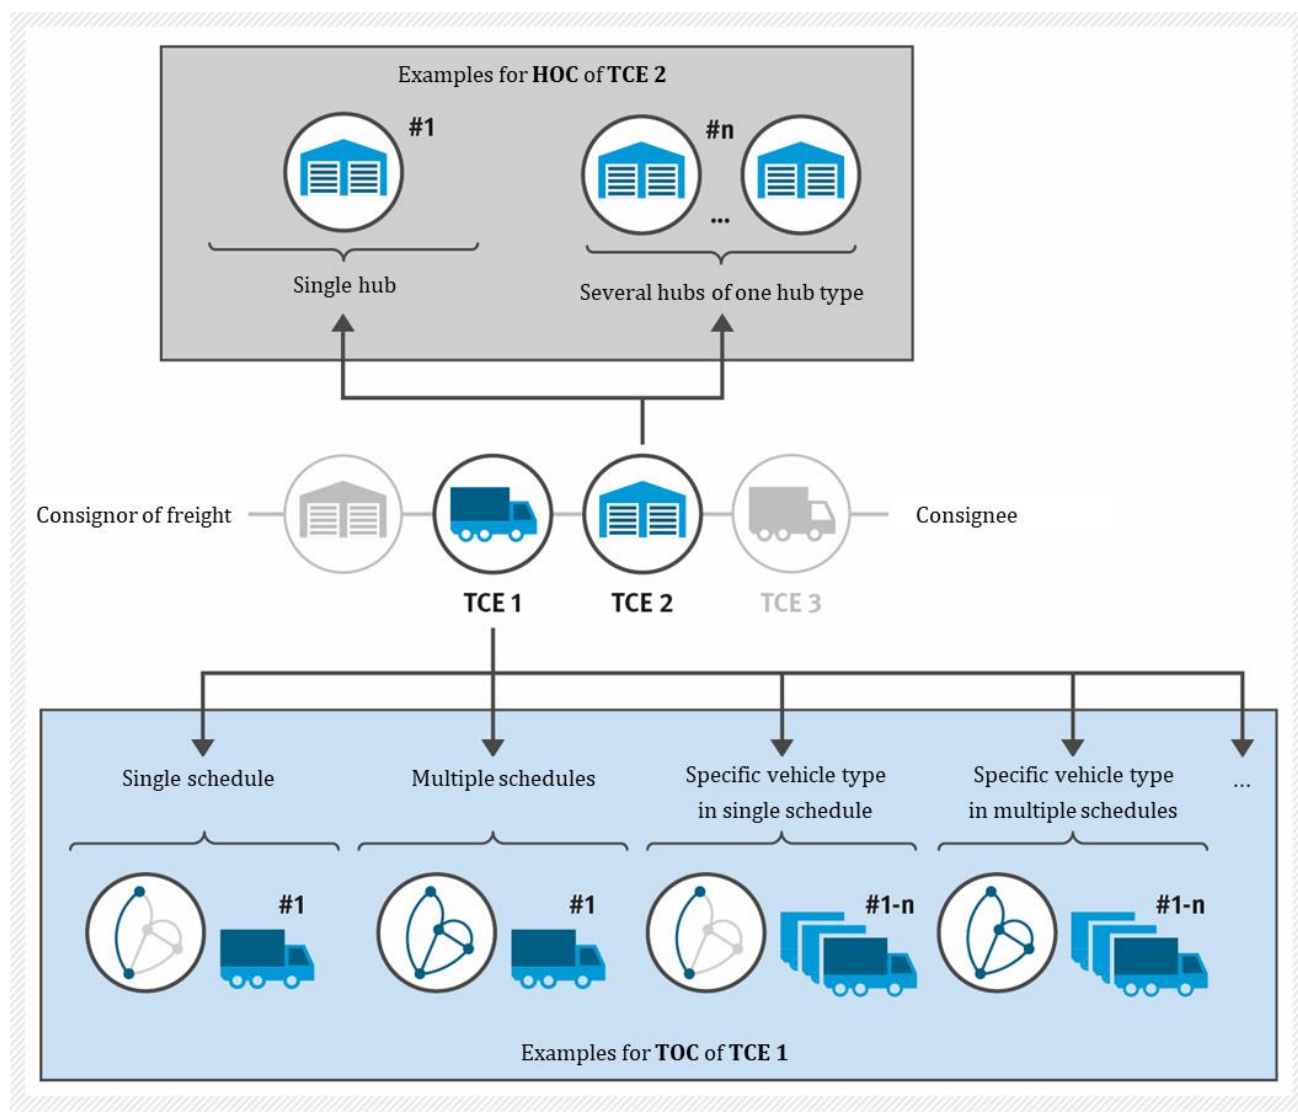 Examples for HOC of TCE 2
#1
#n
...
Single hub
Several hubs of one hub type
Consignor of freight
Consignee
TCE 1
TCE 2
TCE 3
Single schedule
Multiple schedules
Specific vehicle type
in single schedule
Specific vehicle type
in multiple schedules
...
#1
#1
#1-n
#1-n
Examples for TOC of TCE 1